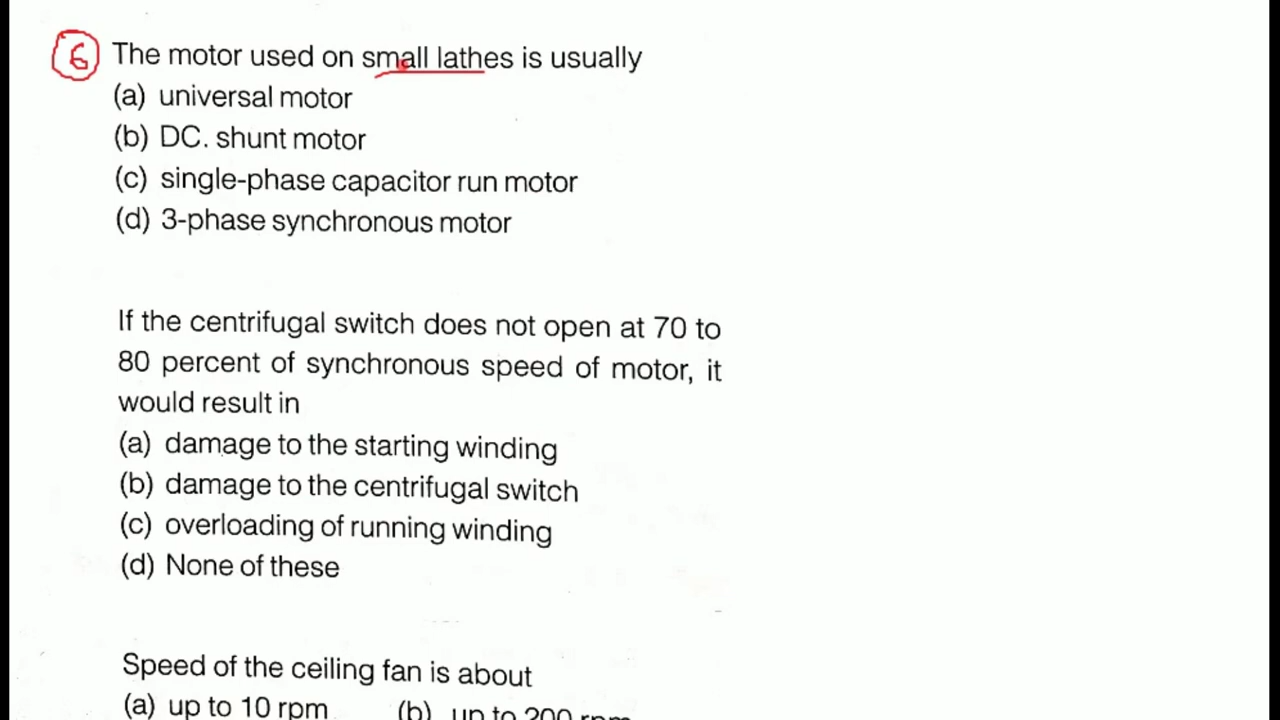 6 The motor used on small lathes is usually
(a) universal motor
(b) DC. shunt motor
(c) single-phase capacitor run motor
(d) 3-phase synchronous motor
If the centrifugal switch does not open at 70 to
80 percent of synchronous speed of motor, it
would result in
(a) damage to the starting winding
(b) damage to the centrifugal switch
(c) overloading of running winding
(d) None of these
Speed of the ceiling fan is about
(a) up to 10 rpm (b) up to 200 rpm